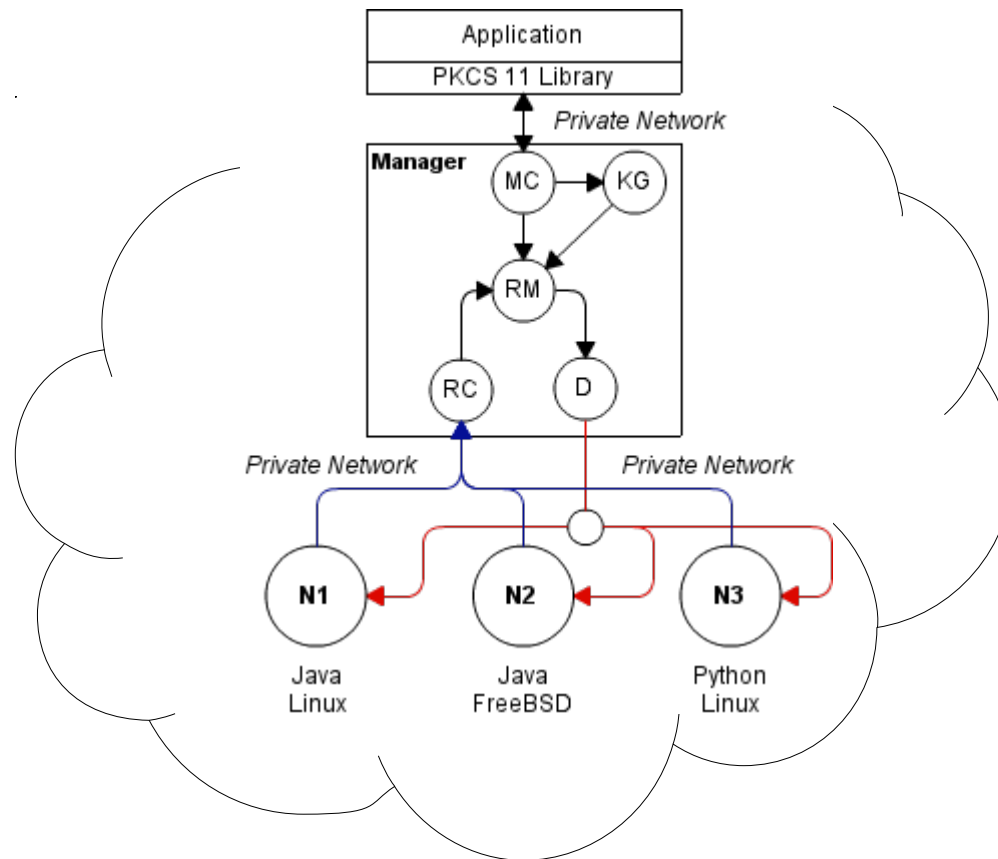 Application
PKCS 11 Library
Private Network
Manager
MC
KG
RM
RC
D
Private Network
Private Network
N1
N2
N3
Java
Linux
Java
FreeBSD
Python
Linux